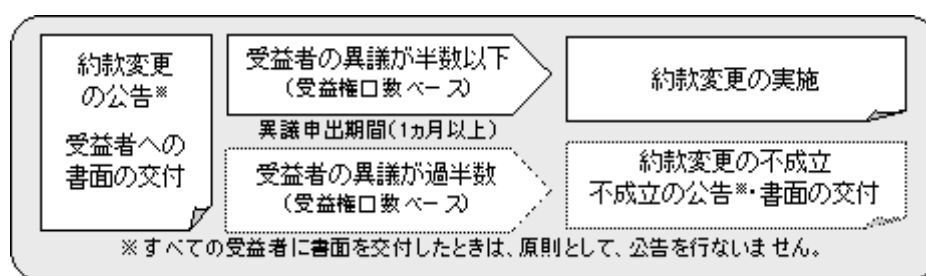 約款変更
の公告※
受益者への
書面の交付
受益者の異議が半数以下
(受益権口数ベース)
約款変更の実施
異議申出期間(1ヵ月以上)
受益者の異議が過半数
(受益権口数ベース)
約款変更の不成立
不成立の公告※・書面の交付
※すべての受益者に書面を交付したときは、原則として、公告を行ないません。